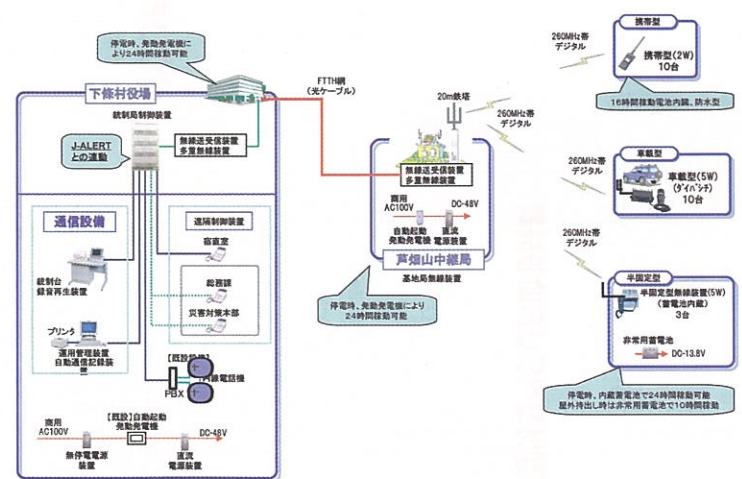 停電時、発動発電機に
より24時間稼動可能
下條村役場
統制局制御装置
J-ALERT
との連動
無線送受信装置
多重無線装置
FTTH網
(光ケーブル)
通信設備
統制台
録音再生装置
プリンタ
運用管理装置
自動通信記録装
置
遠隔制御装置
宿直室
総務課
災害対策本部
【既設設備】
内線電話機
PBX
商用
AC100V
【既設】自動起動
発動発電機
DC-48V
無停電電源
装置
直流
電源装置
20m鉄塔
260MHz帯
デジタル
無線送受信装置
多重無線装置
商用
AC100V
DC-48V
自動起動
発動発電機
直流
電源装置
芦畑山中継局
基地局無線装置
停電時、発動発電機により
24時間稼動可能
260MHz帯
デジタル
携帯型
携帯型(2W)
10台
16時間稼動電池内臓、防水型
260MHz帯
デジタル
車載型
車載型(5W)
(ダイバシチ)
10台
260MHz帯
デジタル
半固定型
半固定型無線装置(5W)
(蓄電池内蔵)
3台
非常用蓄電池
DC-13.8V
停電時、内蔵蓄電池で24時間稼動可能
屋外持出し時は非常用蓄電池で10時間稼動